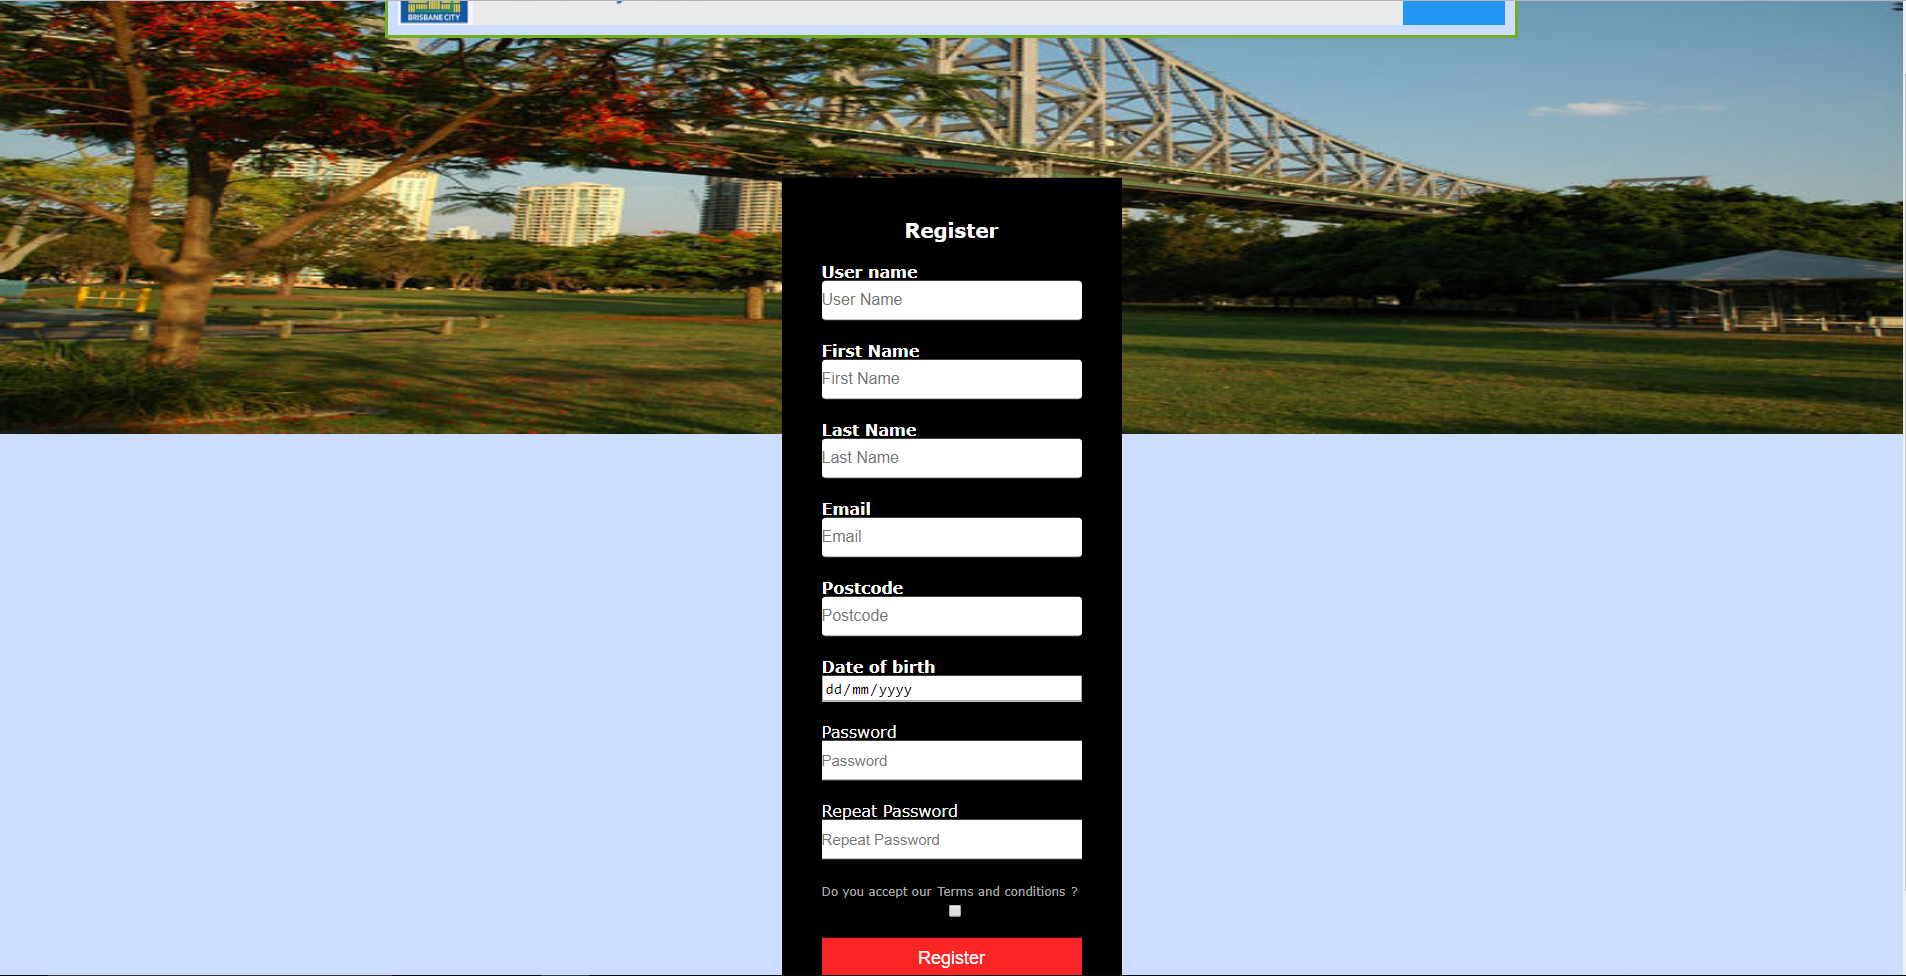 BRISBANE CITY
Register
User name
User Name
First Name
First Name
Last Name
Last Name
Email
Email
Postcode
Postcode
Date of birth
dd/mm/yyyy
Password
Password
Repeat Password
Repeat Password
Do you accept our Terms and conditions ?
Register